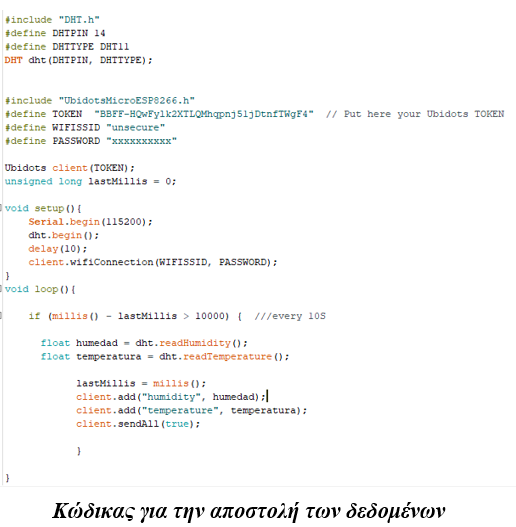 #include "DHT.h"
#define DHTPIN 14
#define DHTTYPE DHT11
DHT dht(DHTPIN, DHTTYPE);
#include "UbidotsMicroESP8266.h"
#define TOKEN  "BBFF-HQwFylk2XTLQMhqpnj51jDtnfTWgF4"  // Put here your Ubidots TOKEN
#define WIFISSID "unsecure"
#define PASSWORD "xxxxxxxxxx"
Ubidots client(TOKEN);
unsigned long lastMillis = 0;
void setup(){
Serial.begin(115200);
dht.begin();
delay(10);
client.wifiConnection(WIFISSID, PASSWORD);
}
void loop(){
if (millis() - lastMillis > 10000) {  ///every 10S
float humedad = dht.readHumidity();
float temperatura = dht.readTemperature();
lastMillis = millis();
client.add("humidity", humedad);
client.add("temperature", temperatura);
client.sendAll(true);
}
}
Κώδικας για την αποστολή των δεδομένων